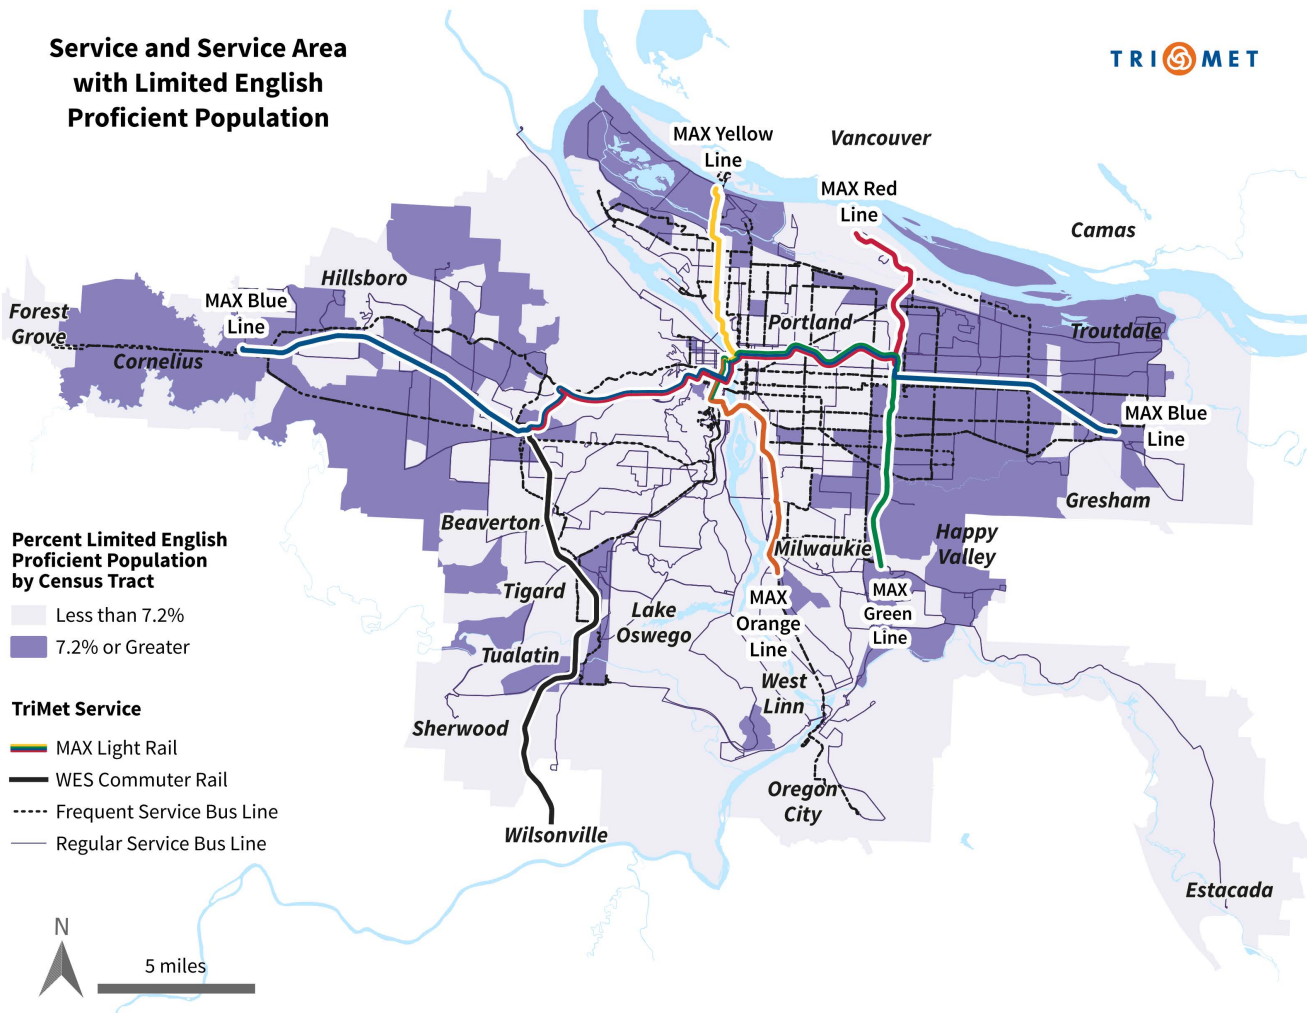 Service and Service Area
with Limited English
Proficient Population
TRI MET
MAX Yellow
Line
Vancouver
MAX Red
Line
Camas
Hillsboro
MAX Blue
Line
Forest
Grove
Cornelius
Portland
Troutdale
MAX Blue
Line
Gresham
Beaverton
Milwaukie
Happy
Valley
Tigard
Lake
Oswego
MAX
Orange
Line
MAX
Green
Line
Tualatin
West
Linn
Sherwood
Oregon
City
Wilsonville
Estacada
Percent Limited English
Proficient Population
by Census Tract
Less than 7.2%
7.2% or Greater
TriMet Service
MAX Light Rail
WES Commuter Rail
Frequent Service Bus Line
Regular Service Bus Line
N
5 miles